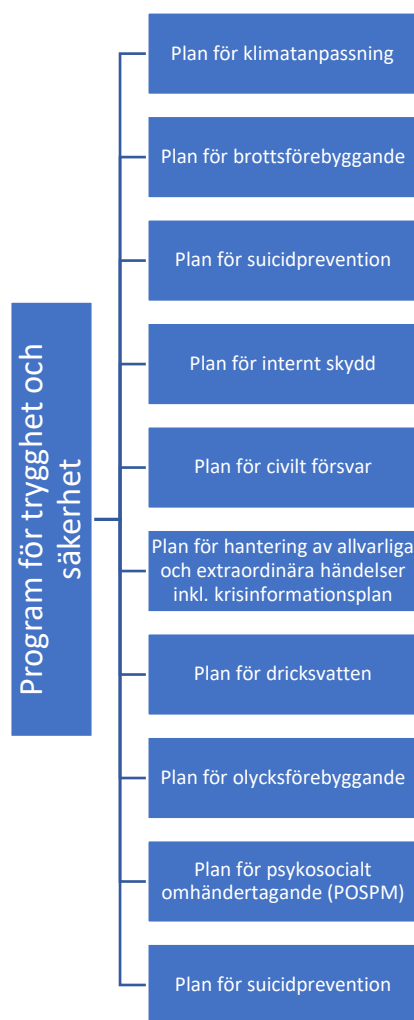 Program för trygghet och
säkerhet
Plan för klimatanpassning
Plan för brottsförebyggande
Plan för suicidprevention
Plan för internt skydd
Plan för civilt försvar
Plan för hantering av allvarliga
och extraordinära händelser
inkl. krisinformationsplan
Plan för dricksvatten
Plan för olycksförebyggande
Plan för psykosocialt
omhändertagande (POSPM)
Plan för suicidprevention